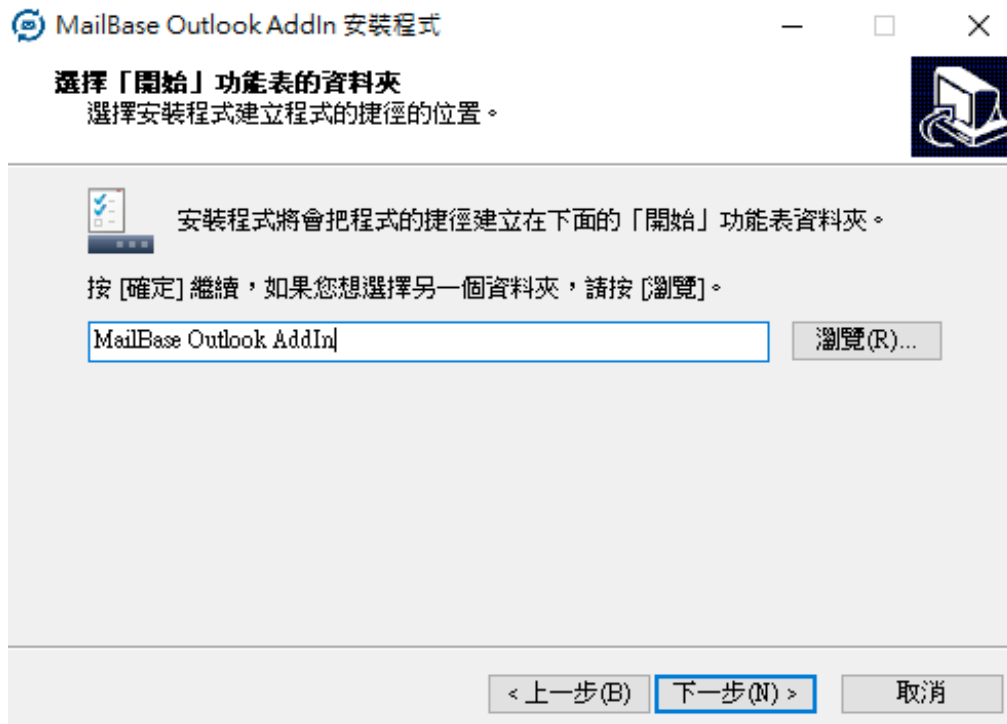 MailBase Outlook AddIn 安裝程式
選擇「開始」功能表的資料夾
選擇安裝程式建立程式的捷徑的位置。
安裝程式將會把程式的捷徑建立在下面的「開始」功能表資料夾。
按 [確定] 繼續，如果您想選擇另一個資料夾，請按 [瀏覽]。
MailBase Outlook AddIn
瀏覽(R)...
< 上一步(B)
下一步(N) >
取消